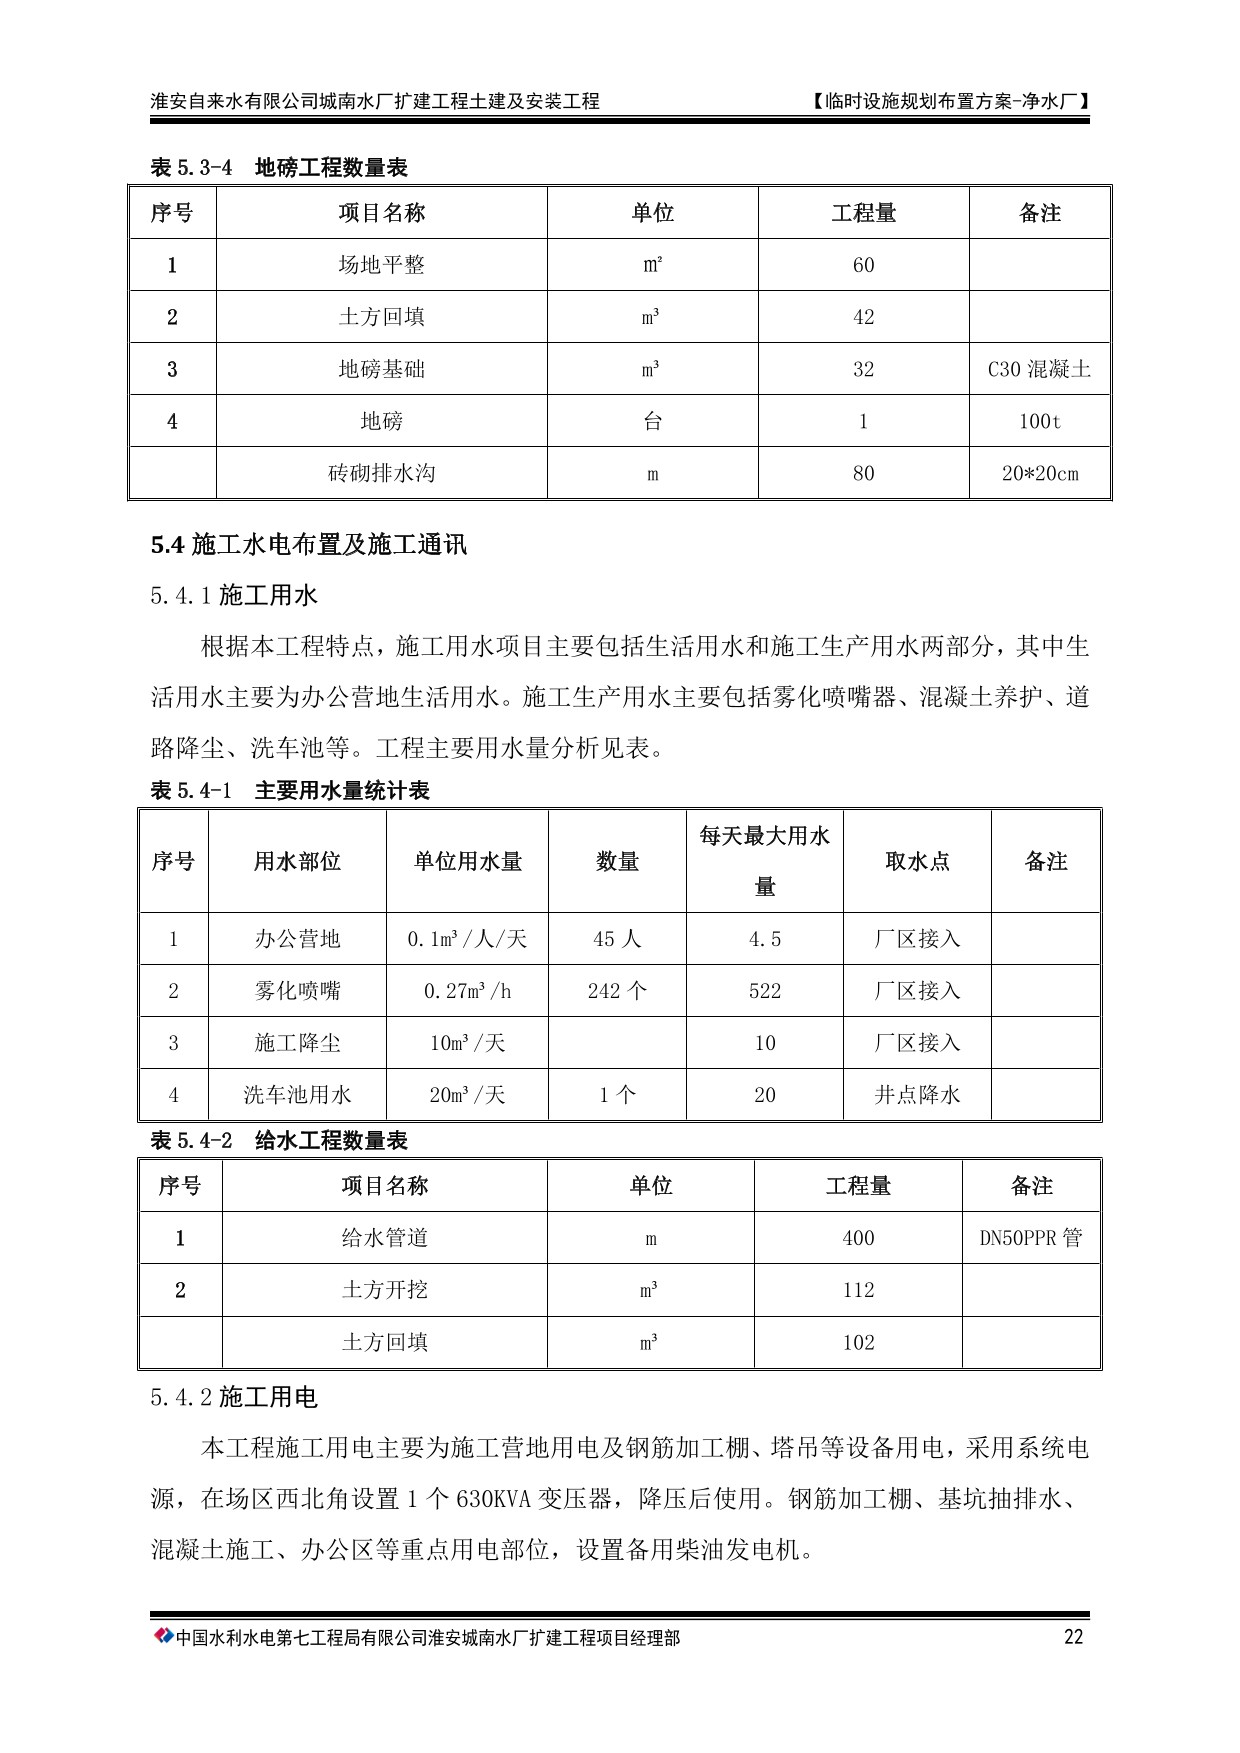 淮安自来水有限公司城南水厂扩建工程土建及安装工程 【临时设施规划布置方案-净水厂】
表 5.3-4 地磅工程数量表
序号 项目名称 单位 工程量 备注
1 场地平整 m² 60
2 土方回填 m³ 42
3 地磅基础 m³ 32 C30 混凝土
4 地磅 台 1 100t
砖砌排水沟 m 80 20*20cm
5.4 施工水电布置及施工通讯
5.4.1 施工用水
根据本工程特点，施工用水项目主要包括生活用水和施工生产用水两部分，其中生
活用水主要为办公营地生活用水。施工生产用水主要包括雾化喷嘴器、混凝土养护、道
路降尘、洗车池等。工程主要用水量分析见表。
表 5.4-1 主要用水量统计表
序号 用水部位 单位用水量 数量 每天最大用水
量 取水点 备注
1 办公营地 0.1m³/人/天 45 人 4.5 厂区接入
2 雾化喷嘴 0.27m³/h 242 个 522 厂区接入
3 施工降尘 10m³/天 10 厂区接入
4 洗车池用水 20m³/天 1 个 20 井点降水
表 5.4-2 给水工程数量表
序号 项目名称 单位 工程量 备注
1 给水管道 m 400 DN50PPR 管
2 土方开挖 m³ 112
土方回填 m³ 102
5.4.2 施工用电
本工程施工用电主要为施工营地用电及钢筋加工棚、塔吊等设备用电，采用系统电
源，在场区西北角设置 1 个 630KVA 变压器，降压后使用。钢筋加工棚、基坑抽排水、
混凝土施工、办公区等重点用电部位，设置备用柴油发电机。
中国水利水电第七工程局有限公司淮安城南水厂扩建工程项目经理部 22